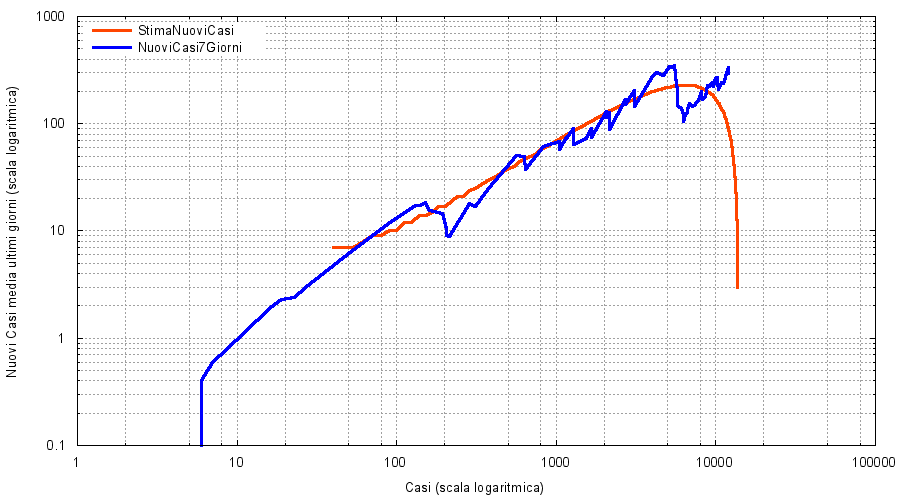 1000
100
10
1
0.1
StimaNuoviCasi
NuoviCasi7Giorni
Nuovi Casi media ultimi giorni (scala logaritmica)
1 10 100 1000 10000 100000
Casi (scala logaritmica)